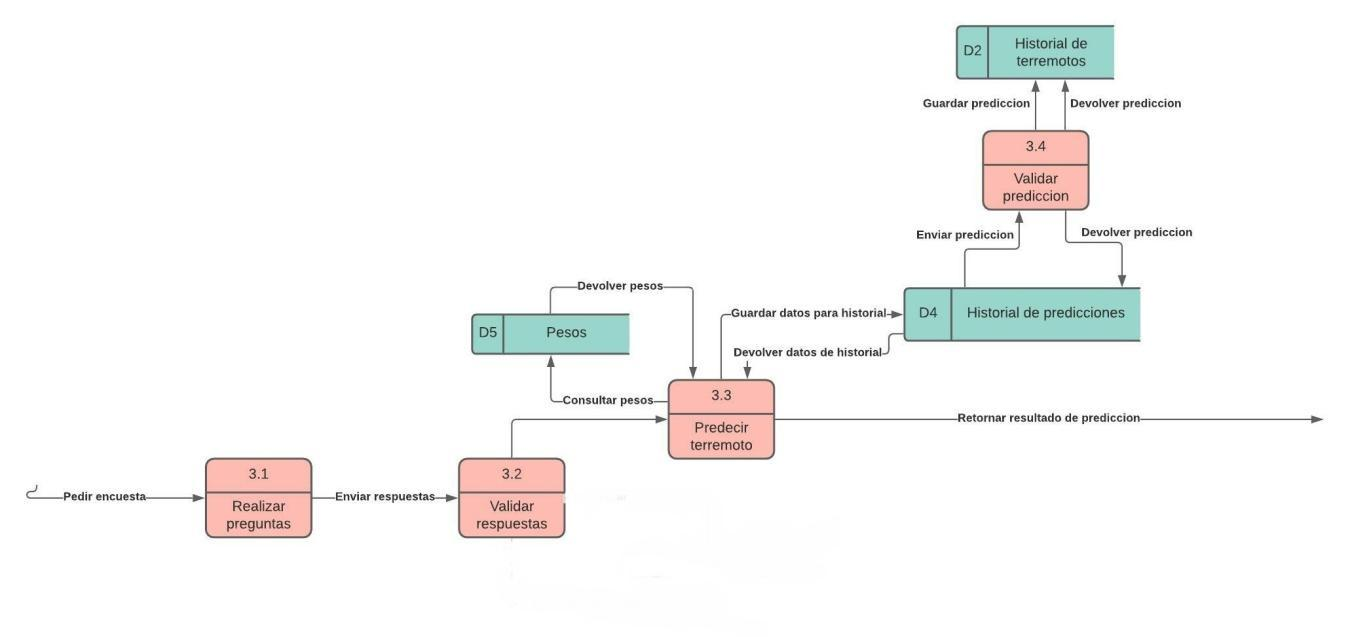 D2
Historial de
terremotos
Guardar prediccion
Devolver prediccion
3.4
Validar
prediccion
Enviar prediccion
Devolver prediccion
Devolver pesos
D5
Pesos
Guardar datos para historial
D4
Historial de predicciones
Devolver datos de historial
Consultar pesos
3.3
Predecir
terremoto
Retornar resultado de prediccion
Pedir encuesta
3.1
Realizar
preguntas
Enviar respuestas
3.2
Validar
respuestas